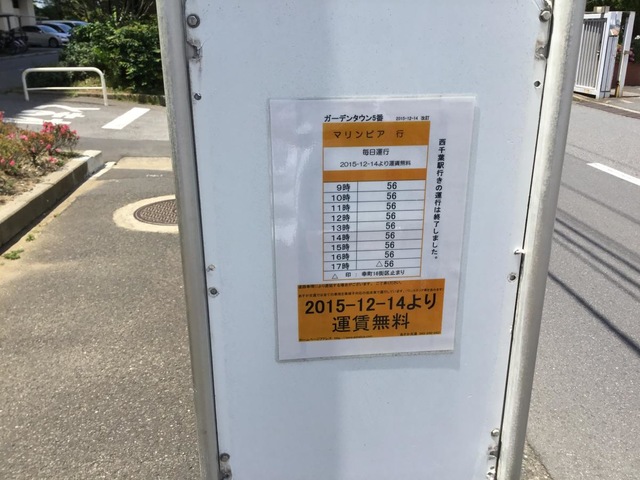 ガーデンタウン5番 2015-12-14 改訂
マリンピア 行
毎日運行
2015-12-14より運賃無料
9時 56
10時 56
11時 56
12時 56
13時 56
14時 56
15時 56
16時 56
17時 △56
△ 印：幸町16街区止まり
西千葉駅行きの運行は終了しました。
2015-12-14より
運賃無料